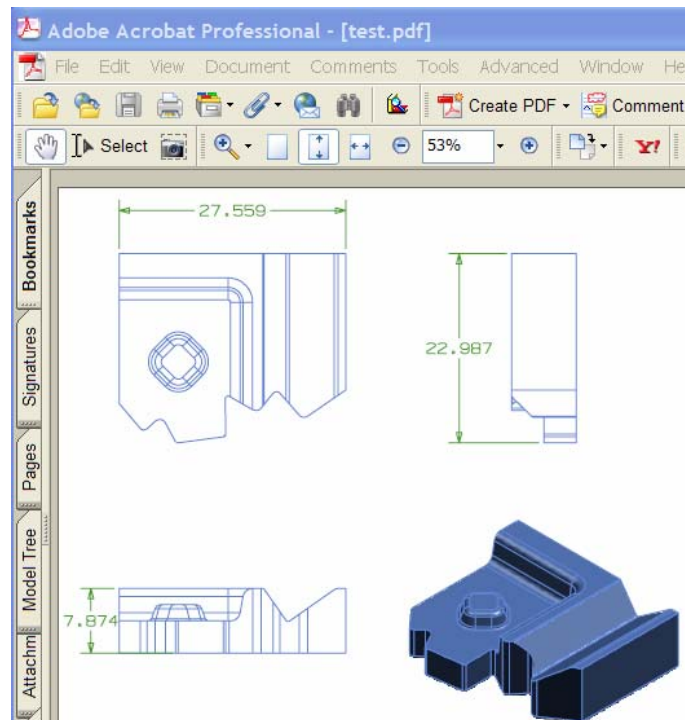 Adobe Acrobat Professional - [test.pdf]
File Edit View Document Comments Tools Advanced Window He
Create PDF Comment
Select 53% Y!
Bookmarks
Signatures
Pages
Model Tree
Attachm
27.559
22.987
7.874